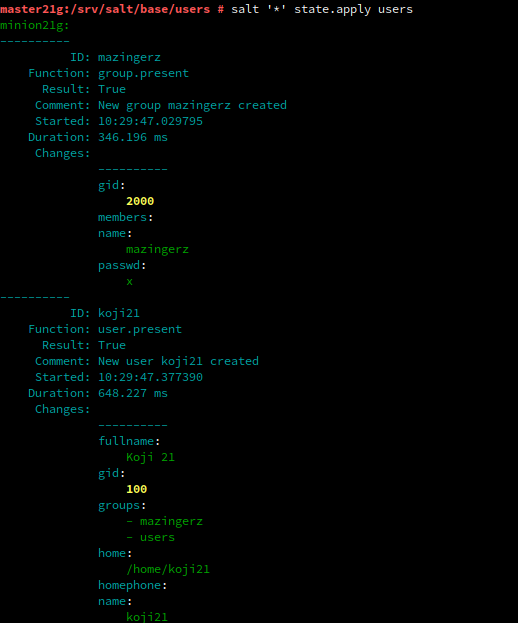 master21g:/srv/salt/base/users # salt '*' state.apply users
minion21g:
----------
ID: mazingerz
Function: group.present
Result: True
Comment: New group mazingerz created
Started: 10:29:47.029795
Duration: 346.196 ms
Changes:
----------
gid:
2000
members:
name:
mazingerz
passwd:
x
----------
ID: koji21
Function: user.present
Result: True
Comment: New user koji21 created
Started: 10:29:47.377390
Duration: 648.227 ms
Changes:
----------
fullname:
Koji 21
gid:
100
groups:
- mazingerz
- users
home:
/home/koji21
homephone:
name:
koji21